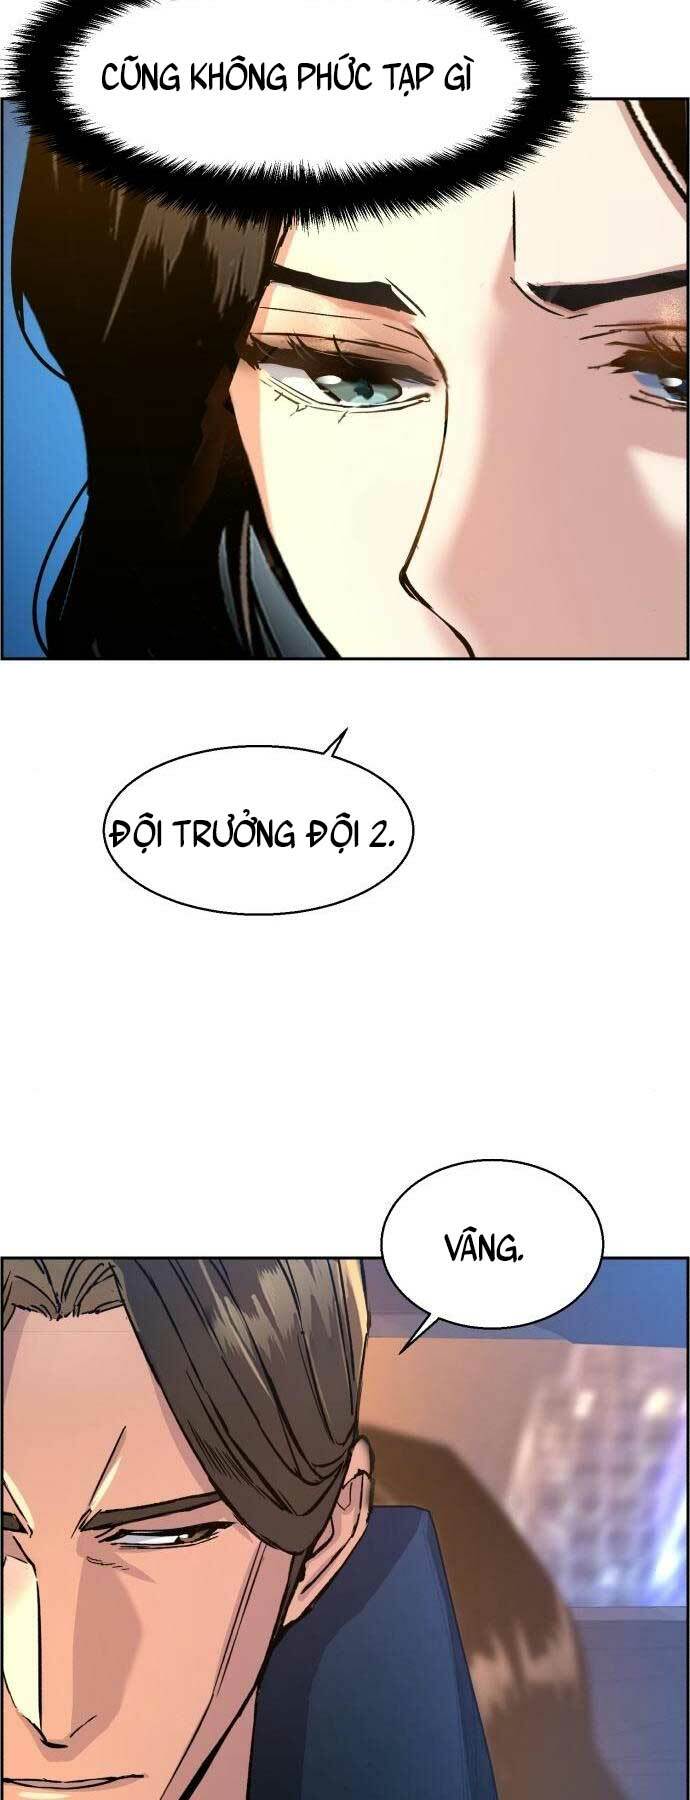 CŨNG KHÔNG PHỨC TẠP GÌ
ĐỘI TRƯỞNG ĐỘI 2.
VÂNG.